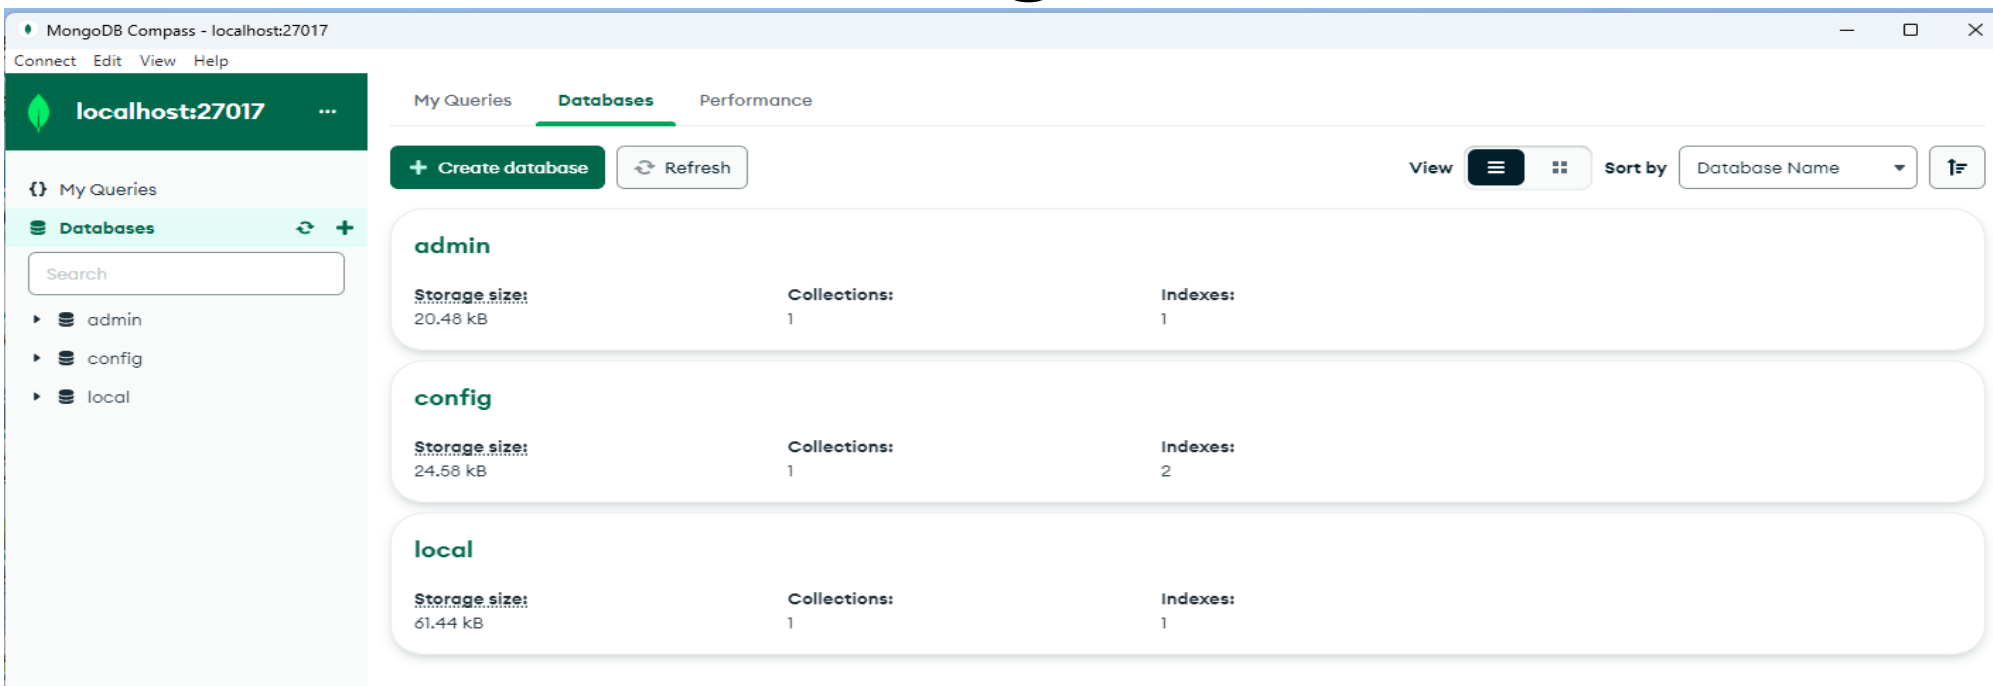 MongoDB Compass - localhost:27017
Connect Edit View Help
localhost:27017 ...
My Queries Databases Performance
{} My Queries
Databases
Search
admin
config
local
+ Create database Refresh
View Sort by Database Name
admin
Storage size: Collections: Indexes:
20.48 kB 1 1
config
Storage size: Collections: Indexes:
24.58 kB 1 2
local
Storage size: Collections: Indexes:
61.44 kB 1 1